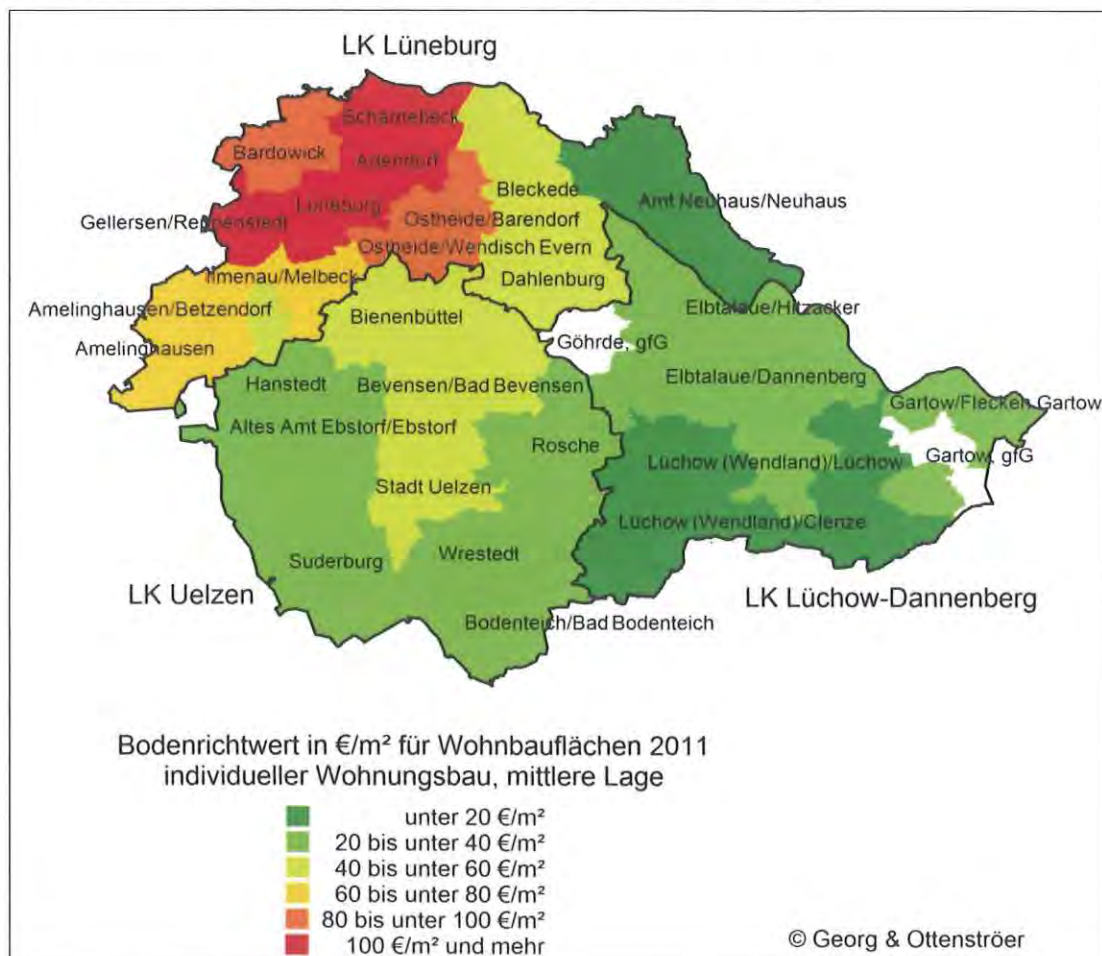 LK Lüneburg
Scharnebeck
Bardowick
Adendorf
Bleckede
Amt Neuhaus/Neuhaus
Gellersen/Reppenstedt
Lüneburg
Ostheide/Barendorf
Ostheide/Wendisch Evern
Ilmenau/Melbeck
Dahlenburg
Amelinghausen/Betzendorf
Elbtalaue/Hitzacker
Bienenbüttel
Göhrde, gfG
Amelinghausen
Hanstedt
Bevensen/Bad Bevensen
Elbtalaue/Dannenberg
Gartow/Flecken Gartow
Altes Amt Ebstorf/Ebstorf
Rosche
Gartow, gfG
Lüchow (Wendland)/Lüchow
Stadt Uelzen
Lüchow (Wendland)/Clenze
Suderburg
Wrestedt
LK Uelzen
LK Lüchow-Dannenberg
Bodenteich/Bad Bodenteich
Bodenrichtwert in €/m² für Wohnbauflächen 2011
individueller Wohnungsbau, mittlere Lage
unter 20 €/m²
20 bis unter 40 €/m²
40 bis unter 60 €/m²
60 bis unter 80 €/m²
80 bis unter 100 €/m²
100 €/m² und mehr
© Georg & Ottenströer